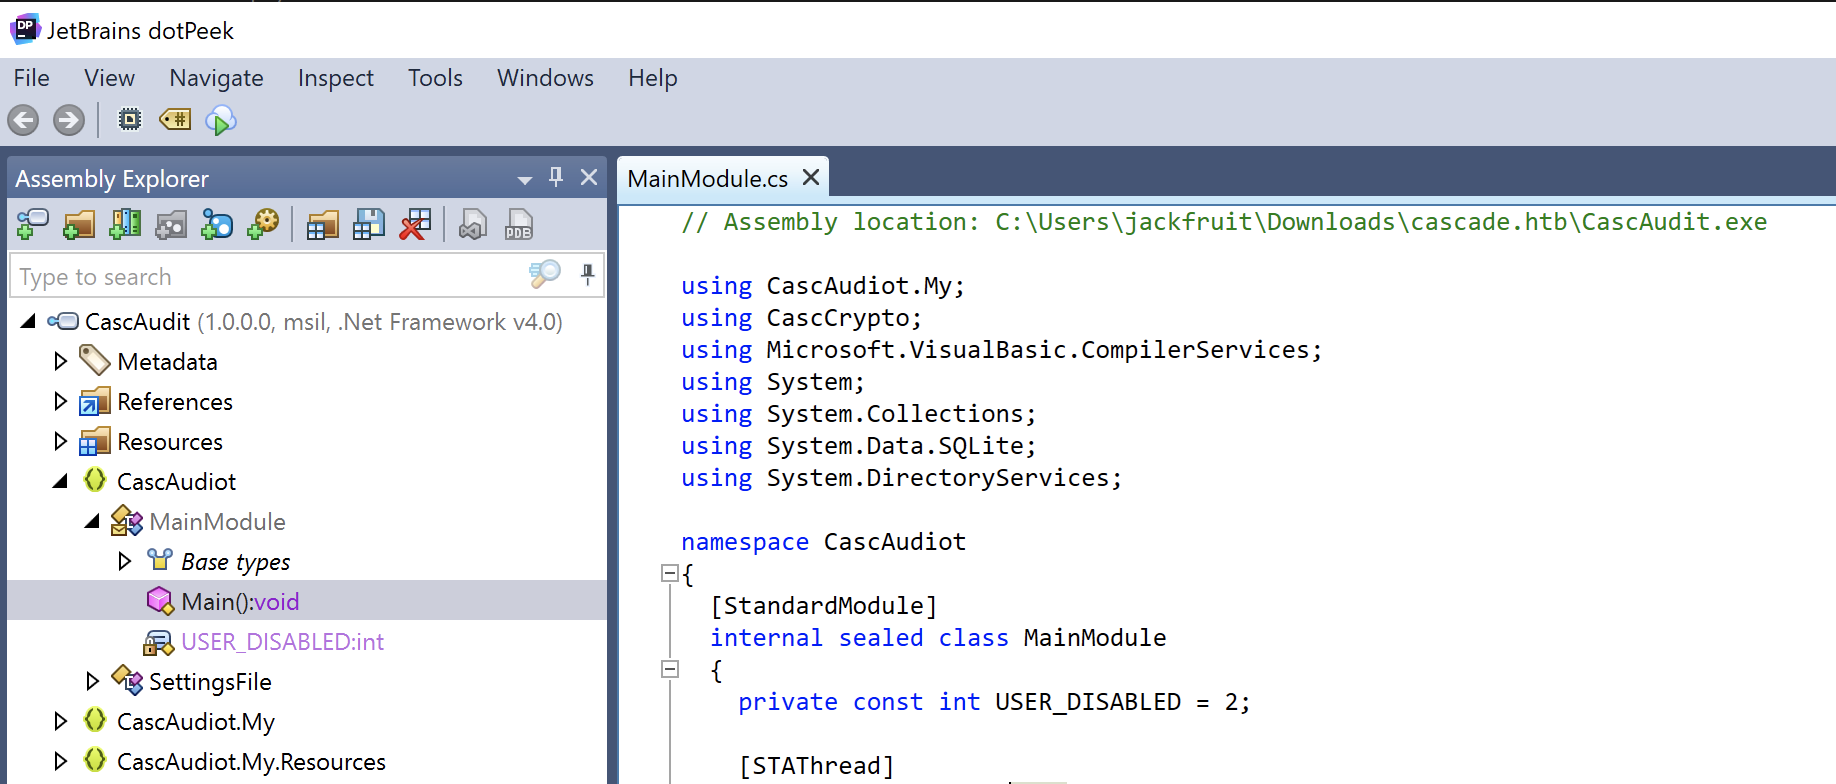 JetBrains dotPeek
File View Navigate Inspect Tools Windows Help
Assembly Explorer
Type to search
CascAudit (1.0.0.0, msil, .Net Framework v4.0)
Metadata
References
Resources
CascAudiot
MainModule
Base types
Main():void
USER_DISABLED:int
SettingsFile
CascAudiot.My
CascAudiot.My.Resources
MainModule.cs
// Assembly location: C:\Users\jackfruit\Downloads\cascade.htb\CascAudit.exe
using CascAudiot.My;
using CascCrypto;
using Microsoft.VisualBasic.CompilerServices;
using System;
using System.Collections;
using System.Data.SQLite;
using System.DirectoryServices;
namespace CascAudiot
{
[StandardModule]
internal sealed class MainModule
{
private const int USER_DISABLED = 2;
[STAThread]